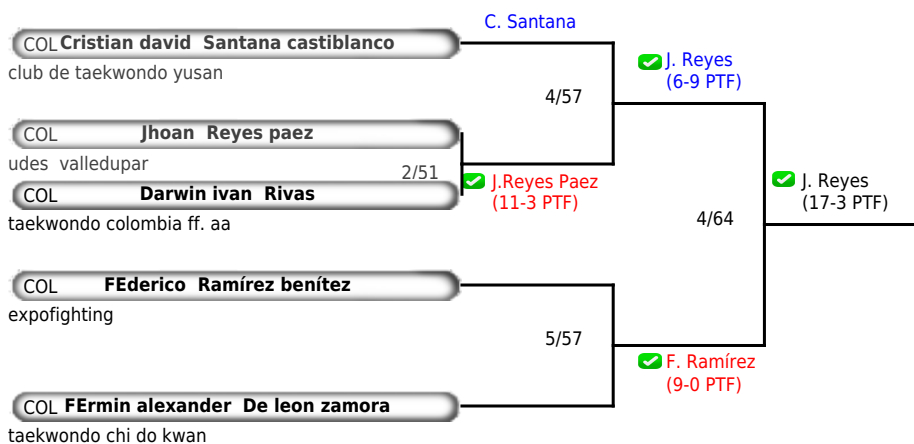 C. Santana
COL Cristian david Santana castiblanco
club de taekwondo yusan
J. Reyes
(6-9 PTF)
4/57
COL Jhoan Reyes paez
udes valledupar
2/51
J.Reyes Paez
(11-3 PTF)
COL Darwin ivan Rivas
taekwondo colombia ff. aa
J. Reyes
(17-3 PTF)
4/64
COL FEderico Ramírez benítez
expofighting
5/57
F. Ramírez
(9-0 PTF)
COL FErmin alexander De leon zamora
taekwondo chi do kwan